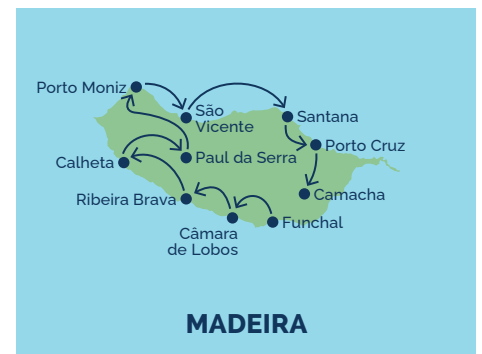 Porto Moniz
São
Vicente
Santana
Porto Cruz
Paul da Serra
Calheta
Camacha
Ribeira Brava
Funchal
Câmara
de Lobos
MADEIRA